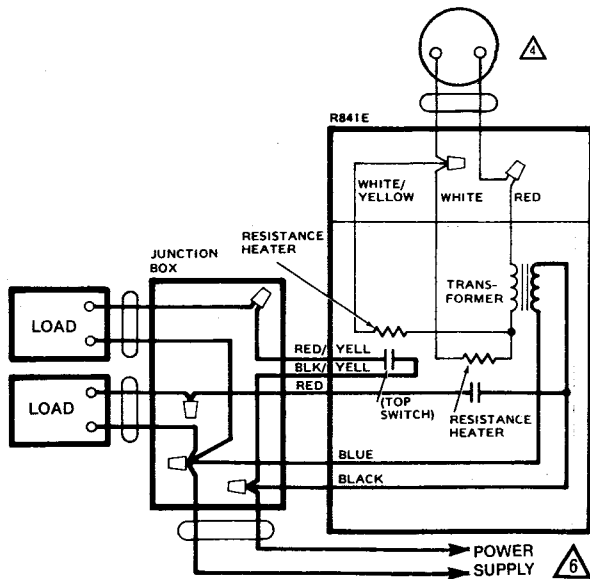 4
R841E
WHITE/
YELLOW
WHITE
RED
RESISTANCE
HEATER
JUNCTION
BOX
TRANS-
FORMER
LOAD
RED/ YELL
BLK/ YELL
RED
(TOP
SWITCH)
RESISTANCE
HEATER
LOAD
BLUE
BLACK
POWER
SUPPLY
6